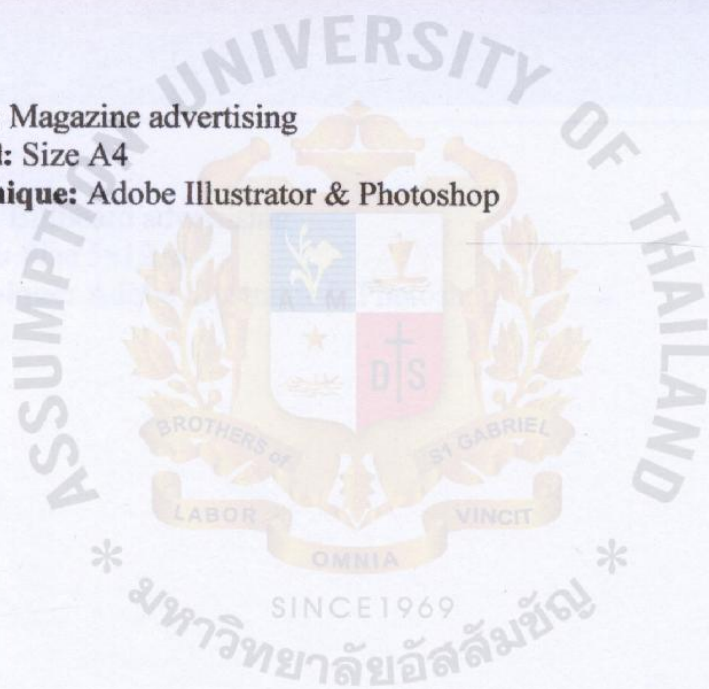 Magazine advertising
: Size A4
nique: Adobe Illustrator & Photoshop
ASSUMPTION UNIVERSITY OF THAILAND
A M
D S
BROTHERS of ST GABRIEL
LABOR VINCIT
OMNIA
* *
SINCE1969
มหาวิทยาลัยอัสสัมชัญ